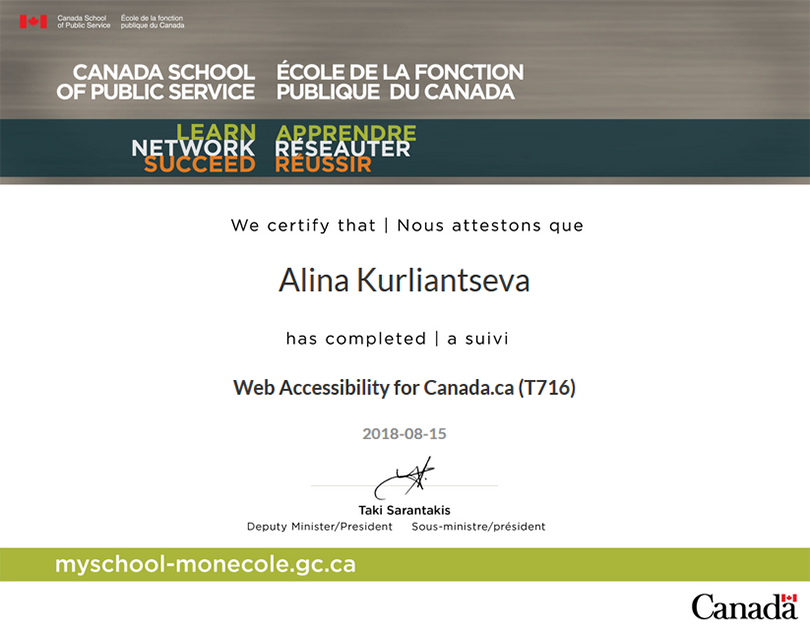 Canada School of Public Service
École de la fonction publique du Canada
CANADA SCHOOL OF PUBLIC SERVICE
ÉCOLE DE LA FONCTION PUBLIQUE DU CANADA
LEARN
NETWORK
SUCCEED
APPRENDRE
RÉSEAUTER
RÉUSSIR
We certify that | Nous attestons que
Alina Kurliantseva
has completed | a suivi
Web Accessibility for Canada.ca (T716)
2018-08-15
Taki Sarantakis
Deputy Minister/President Sous-ministre/président
myschool-monecole.gc.ca
Canada